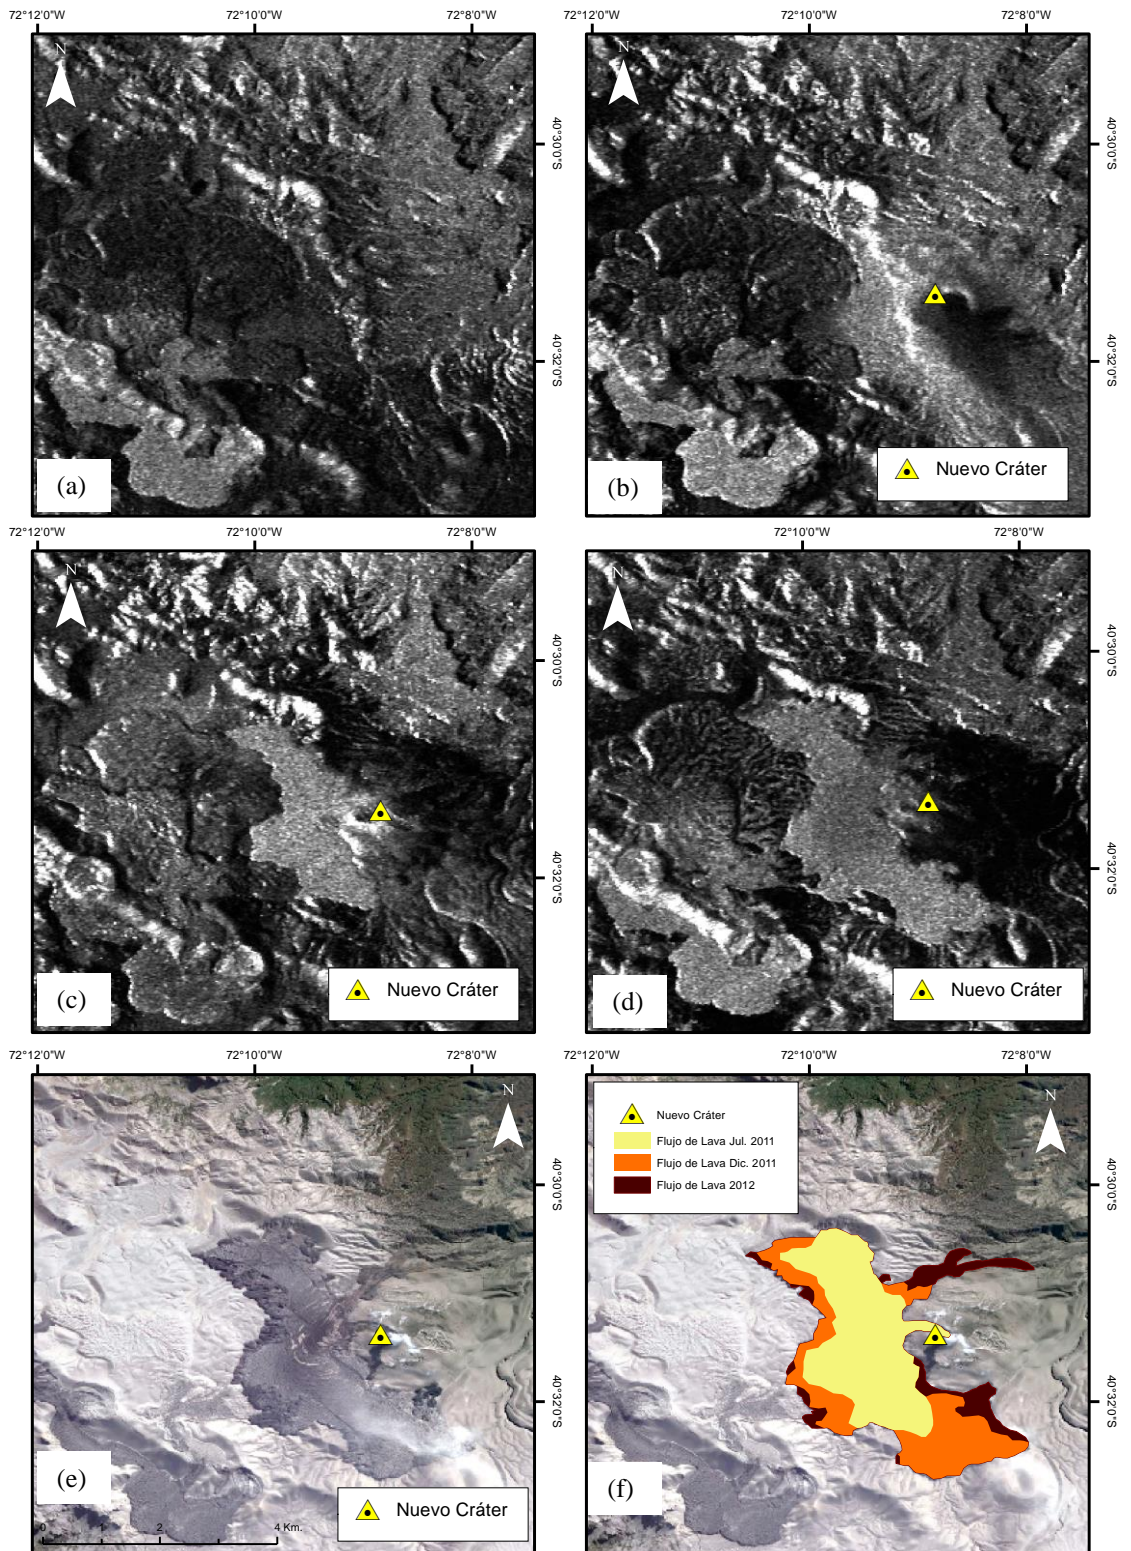 72°12'0"W 72°10'0"W 72°8'0"W
72°12'0"W 72°10'0"W 72°8'0"W
N
40°30'0"S
40°32'0"S
(a)
N
40°30'0"S
40°32'0"S
Nuevo Cráter
(b)
72°12'0"W 72°10'0"W 72°8'0"W
72°10'0"W 72°8'0"W
N
40°30'0"S
40°32'0"S
Nuevo Cráter
(c)
N
40°30'0"S
40°32'0"S
Nuevo Cráter
(d)
72°12'0"W 72°10'0"W 72°8'0"W
72°12'0"W 72°10'0"W 72°8'0"W
N
40°30'0"S
40°32'0"S
(e)
Nuevo Cráter
0 1 2 4 Km.
Nuevo Cráter
Flujo de Lava Jul. 2011
Flujo de Lava Dic. 2011
Flujo de Lava 2012
N
40°30'0"S
40°32'0"S
(f)